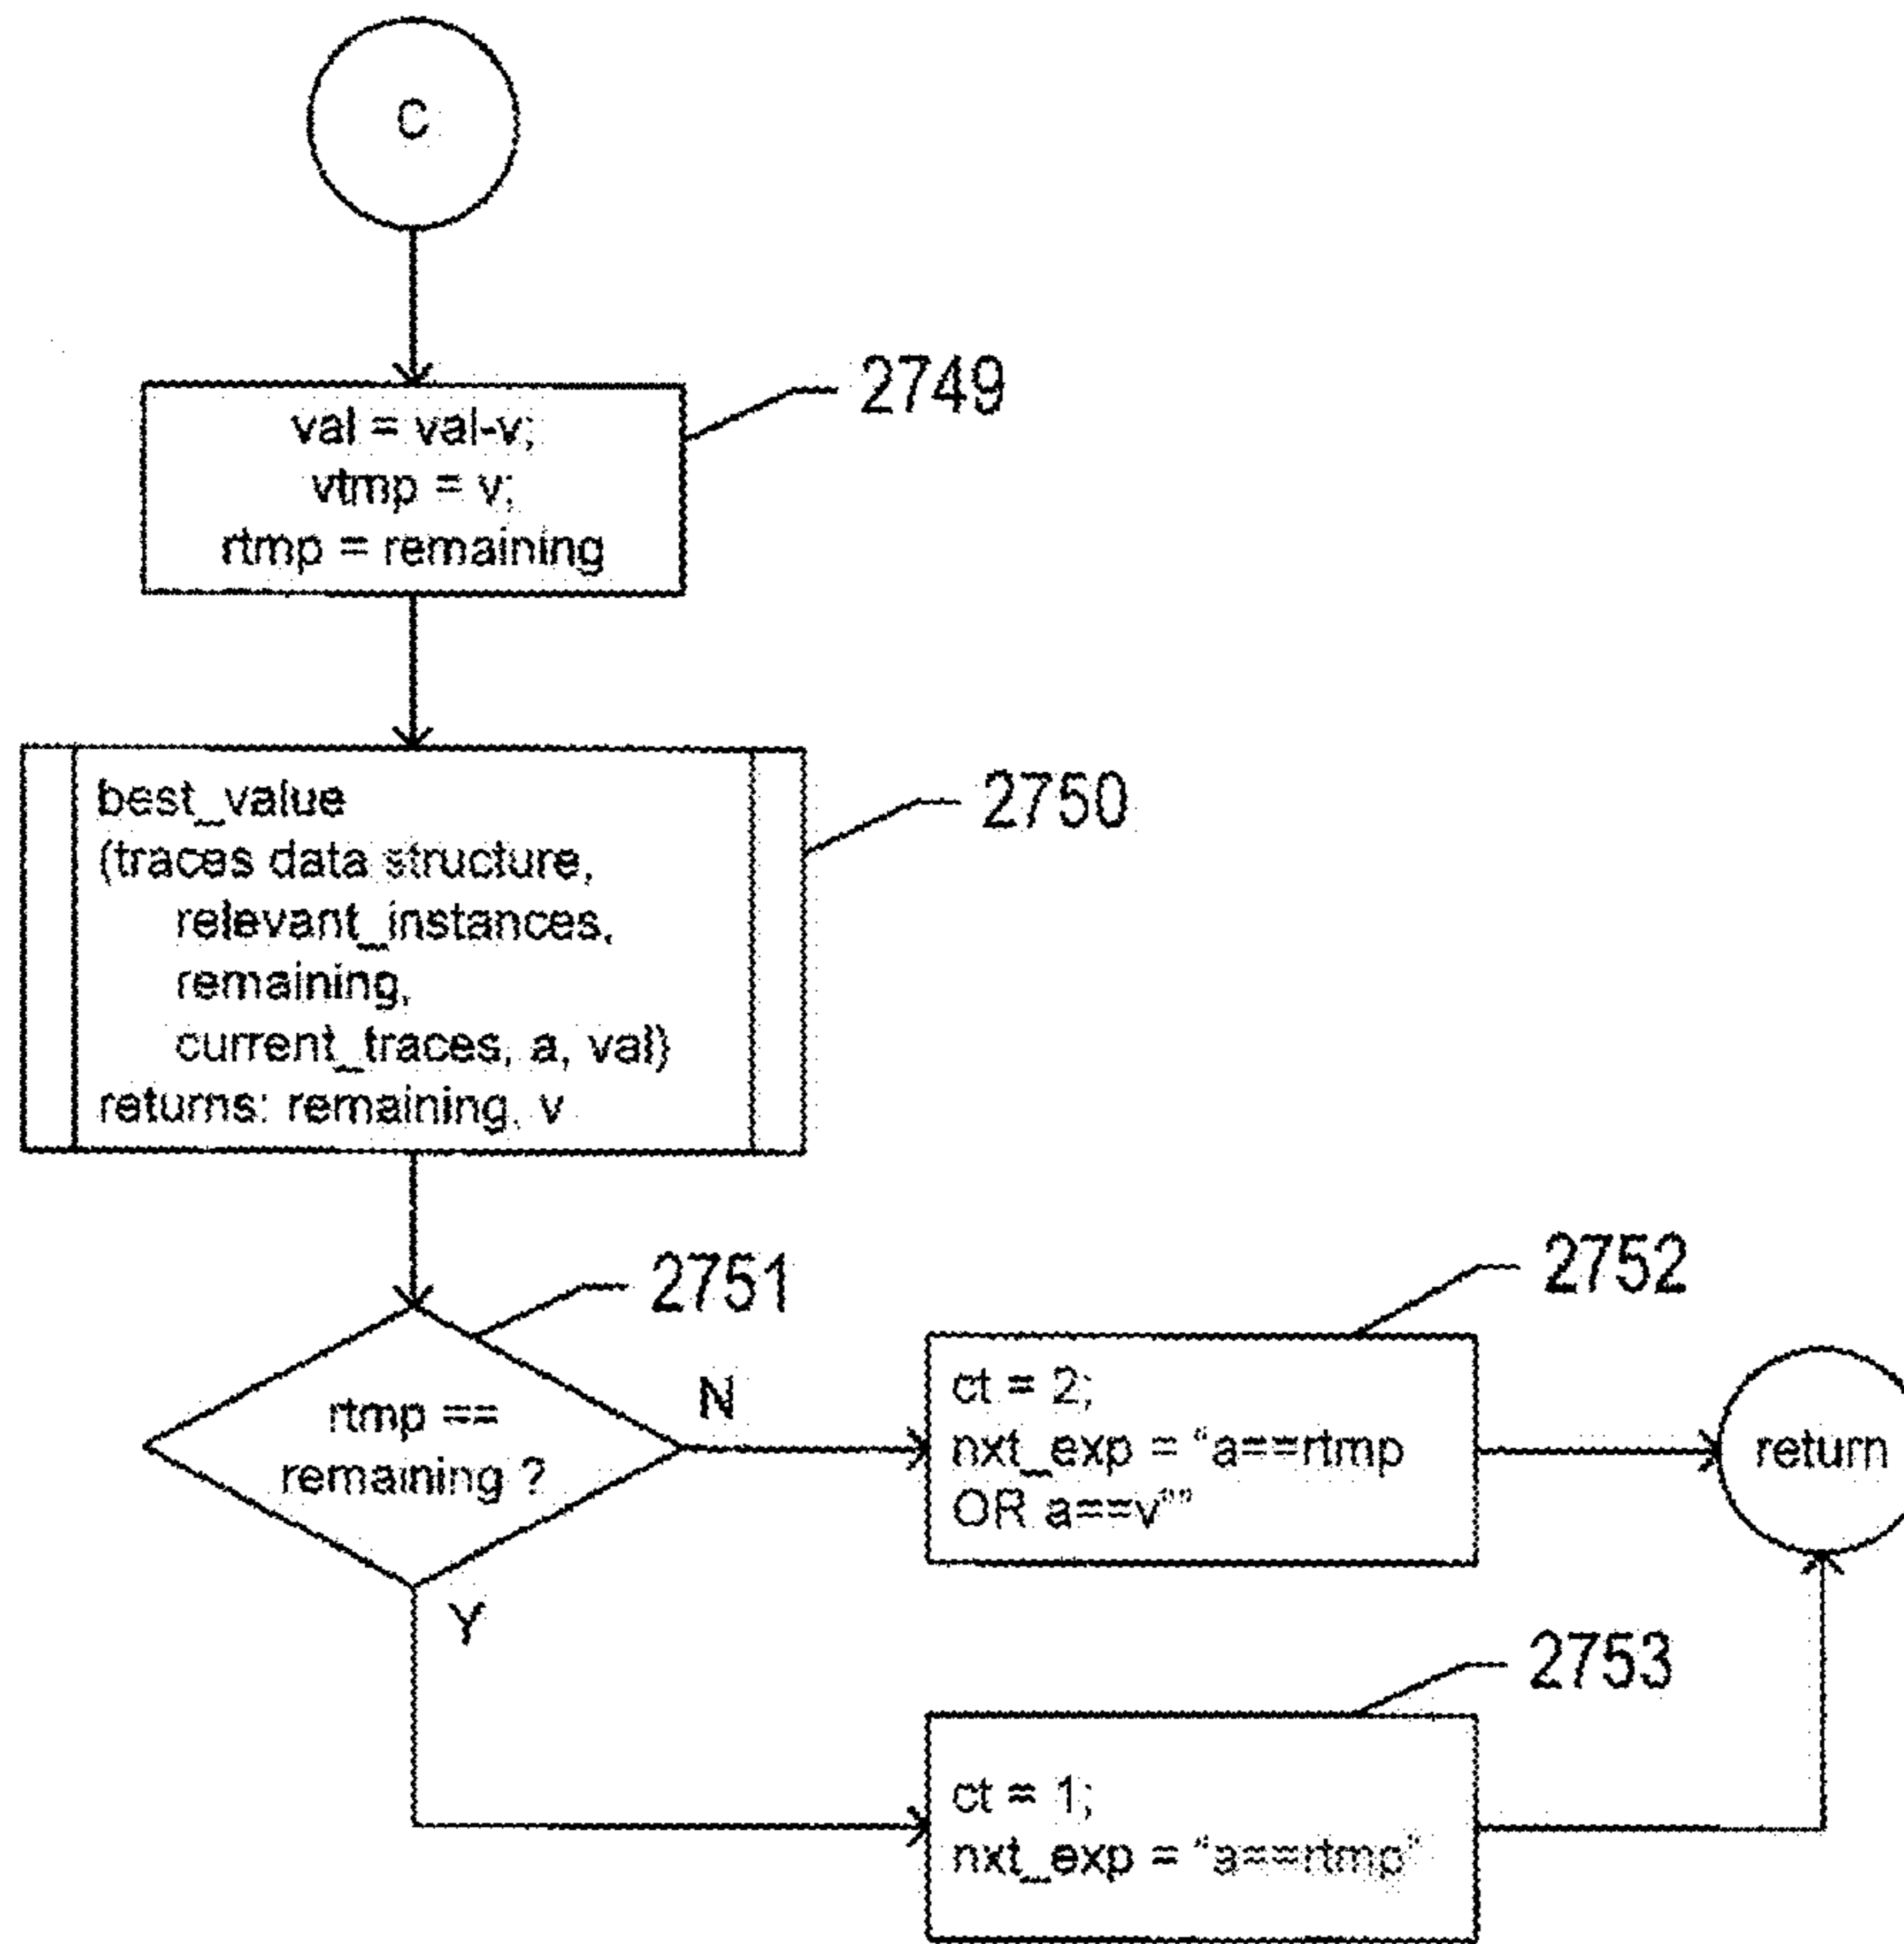 C
2749
val = val-v;
vtmp = v;
rtmp = remaining
2750
best_value
(traces data structure,
relevant_instances,
remaining,
current_traces, a, val)
returns: remaining, v
2751
rtmp ==
remaining ?
N
Y
2752
ct = 2;
nxt_exp = "a==rtmp
OR a==v""
return
2753
ct = 1;
nxt_exp = "a==rtmp"